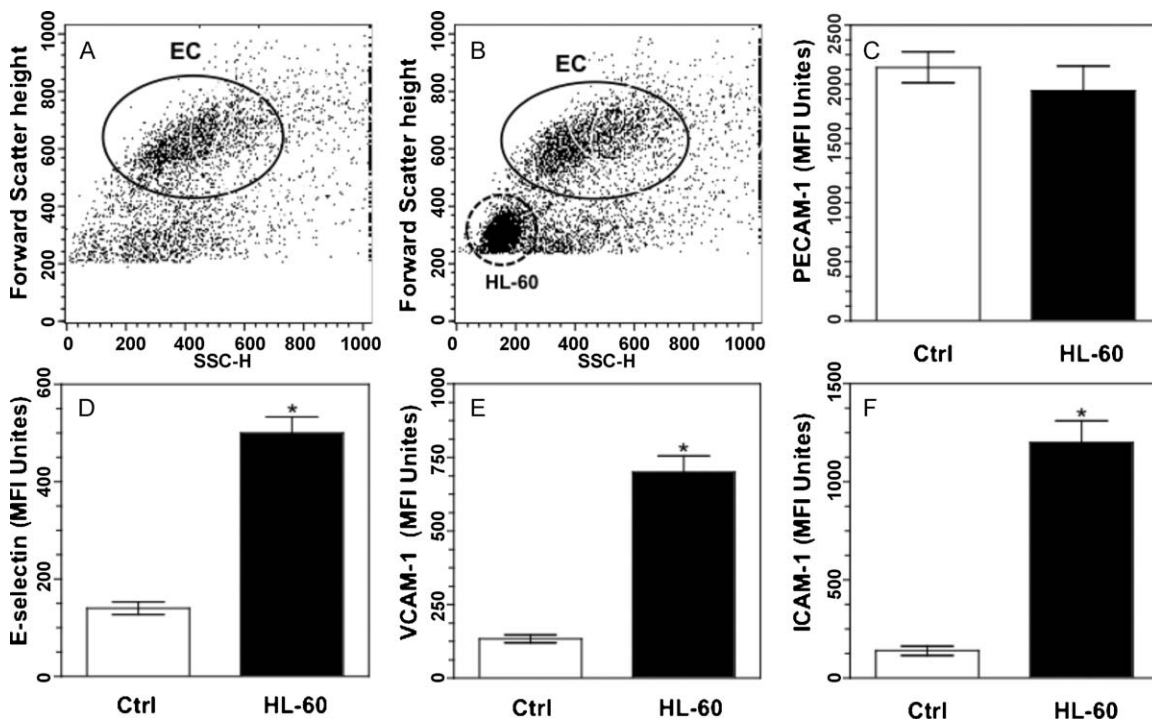 A
EC
Forward Scatter height
0 200 400 600 800 1000
0 200 400 600 800 1000
SSC-H
B
EC
HL-60
Forward Scatter height
0 200 400 600 800 1000
0 200 400 600 800 1000
SSC-H
C
PECAM-1 (MFI Unites)
0 500 500 1000 1500 2000 2500
Ctrl HL-60
D
E-selectin (MFI Unites)
0 200 400 600
*
Ctrl HL-60
E
VCAM-1 (MFI Unites)
0 250 500 750 1000
*
Ctrl HL-60
F
ICAM-1 (MFI Unites)
0 500 1000 1500
*
Ctrl HL-60